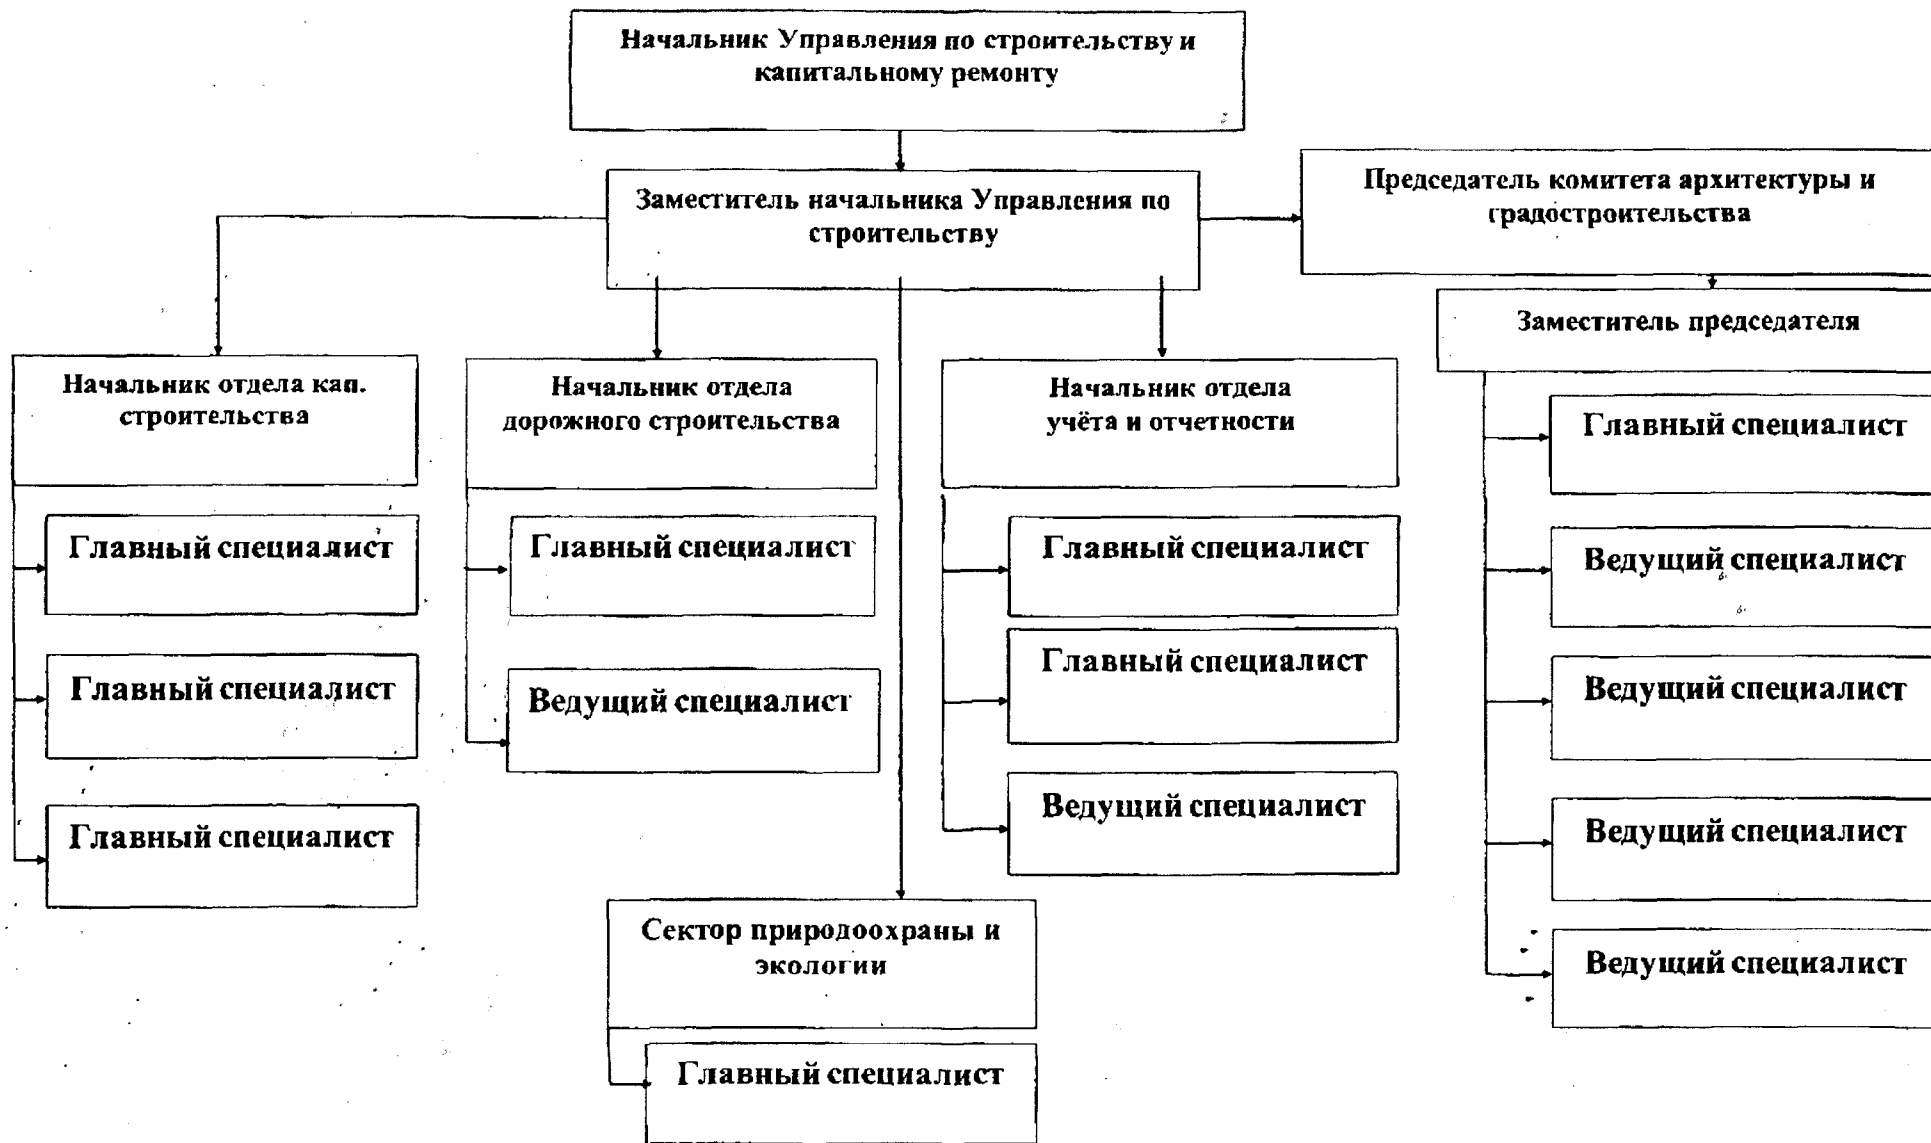 Начальник Управления по строительству и
капитальному ремонту
Заместитель начальника Управления по
строительству
Председатель комитета архитектуры и
градостроительства
Заместитель председателя
Начальник отдела кап.
строительства
Главный специалист
Главный специалист
Главный специалист
Начальник отдела
дорожного строительства
Главный специалист
Ведущий специалист
Начальник отдела
учёта и отчетности
Главный специалист
Главный специалист
Ведущий специалист
Главный специалист
Ведущий специалист
Ведущий специалист
Ведущий специалист
Ведущий специалист
Сектор природоохраны и
экологии
Главный специалист